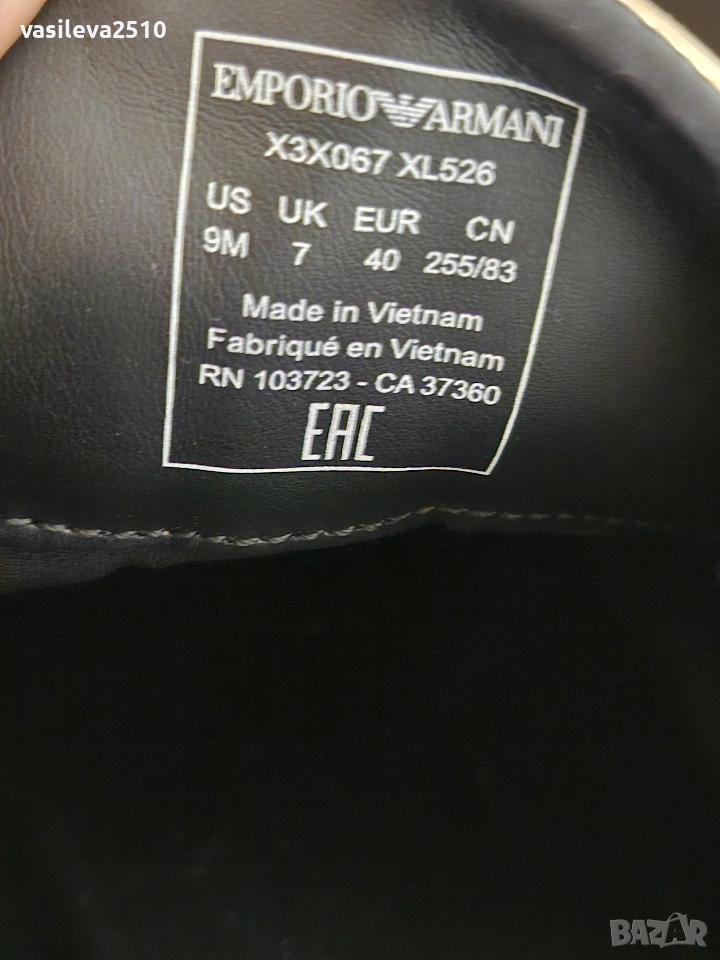 vasileva2510
EMPORIO ARMANI
X3X067 XL526
US UK EUR CN
9M 7 40 255/83
Made in Vietnam
Fabriqué en Vietnam
RN 103723 - CA 37360
EAC
BAZAR